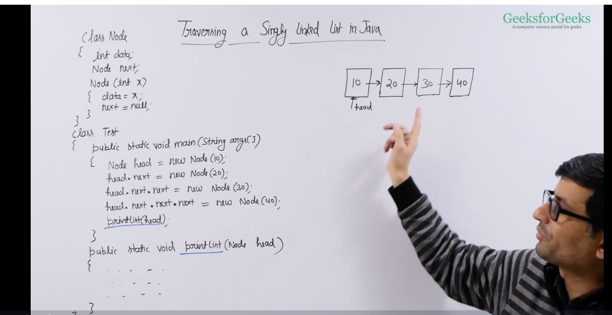 GeeksforGeeks
A computer science portal for geeks
Traversing a Singly Linked List in Java
class Node
{ int data;
Node next;
Node (int x)
{ data = x;
next = null;
}
}
class Test
{ public static void main (String args[])
{ Node head = new Node (10);
head.next = new Node (20);
head.next.next = new Node (30);
head.next.next.next = new Node (40);
printList(head);
}
public static void printList (Node head)
{ . . . - -
. . . . .
. . - - -
}
}
10 20 30 40
head